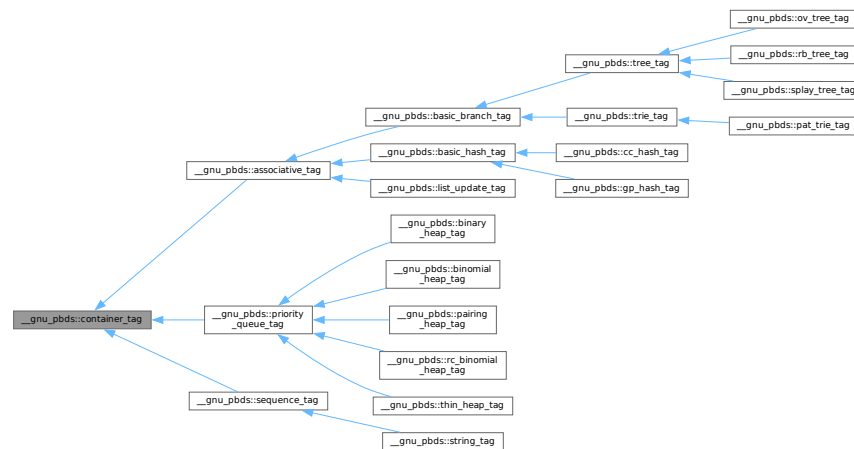 __gnu_pbds::ov_tree_tag
__gnu_pbds::rb_tree_tag
__gnu_pbds::tree_tag
__gnu_pbds::splay_tree_tag
__gnu_pbds::basic_branch_tag
__gnu_pbds::trie_tag
__gnu_pbds::pat_trie_tag
__gnu_pbds::basic_hash_tag
__gnu_pbds::cc_hash_tag
__gnu_pbds::associative_tag
__gnu_pbds::list_update_tag
__gnu_pbds::gp_hash_tag
__gnu_pbds::binary
_heap_tag
__gnu_pbds::binomial
_heap_tag
__gnu_pbds::container_tag
__gnu_pbds::priority
_queue_tag
__gnu_pbds::pairing
_heap_tag
__gnu_pbds::rc_binomial
_heap_tag
__gnu_pbds::sequence_tag
__gnu_pbds::thin_heap_tag
__gnu_pbds::string_tag